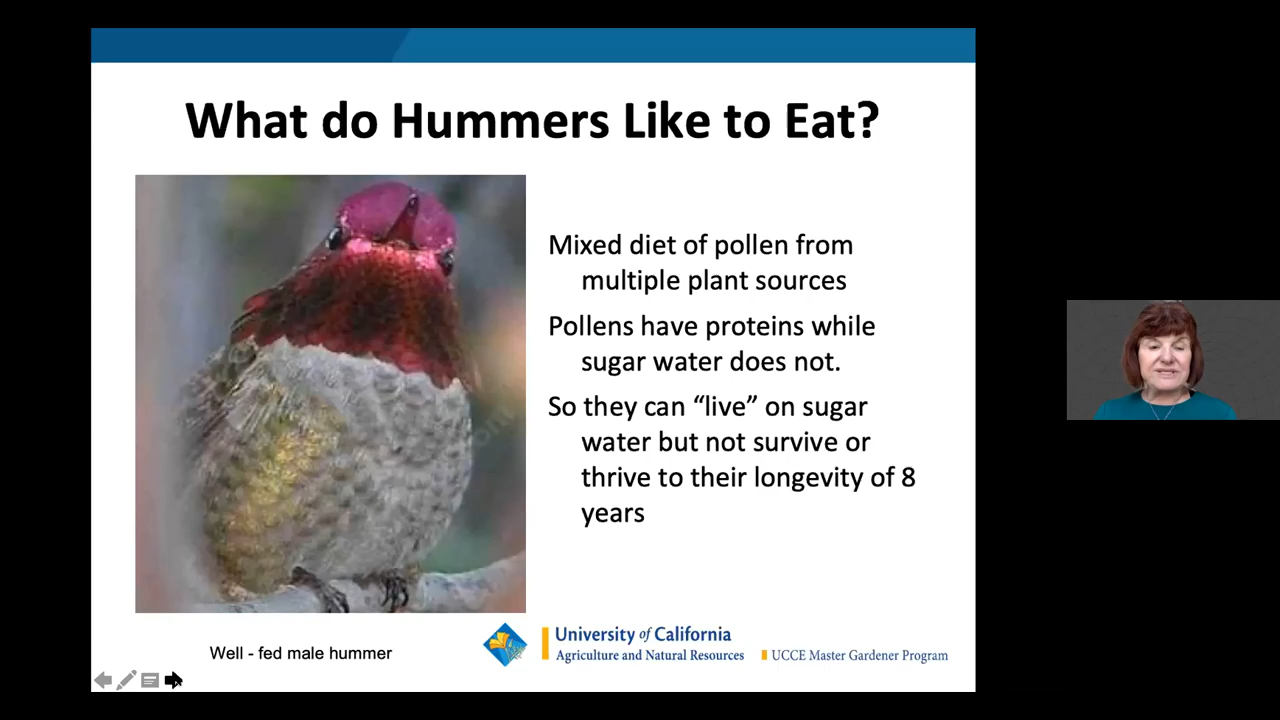 What do Hummers Like to Eat?
Mixed diet of pollen from
multiple plant sources
Pollens have proteins while
sugar water does not.
So they can “live” on sugar
water but not survive or
thrive to their longevity of 8
years
Well - fed male hummer
University of California
Agriculture and Natural Resources
UCCE Master Gardener Program